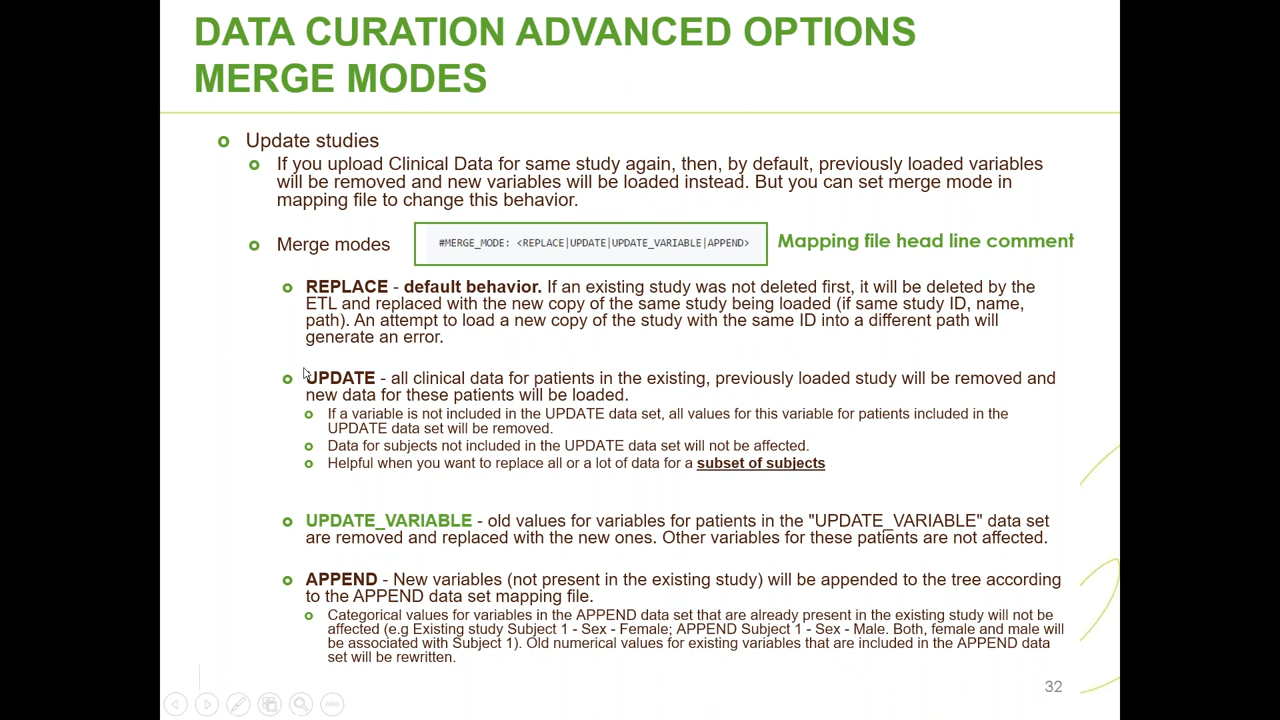 DATA CURATION ADVANCED OPTIONS
MERGE MODES
Update studies
If you upload Clinical Data for same study again, then, by default, previously loaded variables
will be removed and new variables will be loaded instead. But you can set merge mode in
mapping file to change this behavior.
Merge modes
#MERGE_MODE: <REPLACE|UPDATE|UPDATE_VARIABLE|APPEND>
Mapping file head line comment
REPLACE - default behavior. If an existing study was not deleted first, it will be deleted by the
ETL and replaced with the new copy of the same study being loaded (if same study ID, name,
path). An attempt to load a new copy of the study with the same ID into a different path will
generate an error.
UPDATE - all clinical data for patients in the existing, previously loaded study will be removed and
new data for these patients will be loaded.
If a variable is not included in the UPDATE data set, all values for this variable for patients included in the
UPDATE data set will be removed.
Data for subjects not included in the UPDATE data set will not be affected.
Helpful when you want to replace all or a lot of data for a subset of subjects
UPDATE_VARIABLE - old values for variables for patients in the "UPDATE_VARIABLE" data set
are removed and replaced with the new ones. Other variables for these patients are not affected.
APPEND - New variables (not present in the existing study) will be appended to the tree according
to the APPEND data set mapping file.
Categorical values for variables in the APPEND data set that are already present in the existing study will not be
affected (e.g Existing study Subject 1 - Sex - Female; APPEND Subject 1 - Sex - Male. Both, female and male will
be associated with Subject 1). Old numerical values for existing variables that are included in the APPEND data
set will be rewritten.
32